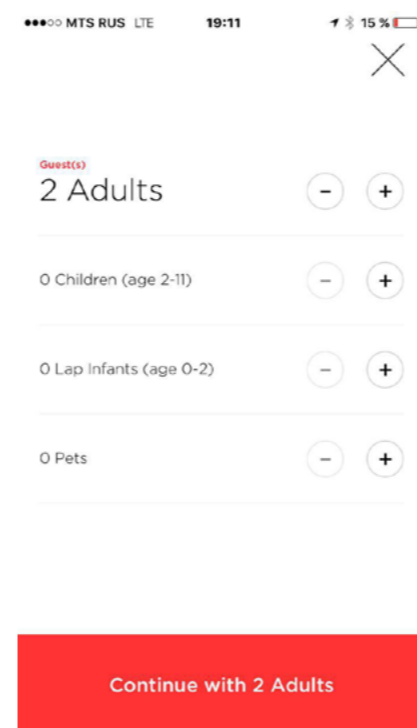 MTS RUS LTE 19:11 15 %
Guest(s)
2 Adults - +
0 Children (age 2-11) - +
0 Lap Infants (age 0-2) - +
0 Pets - +
Continue with 2 Adults